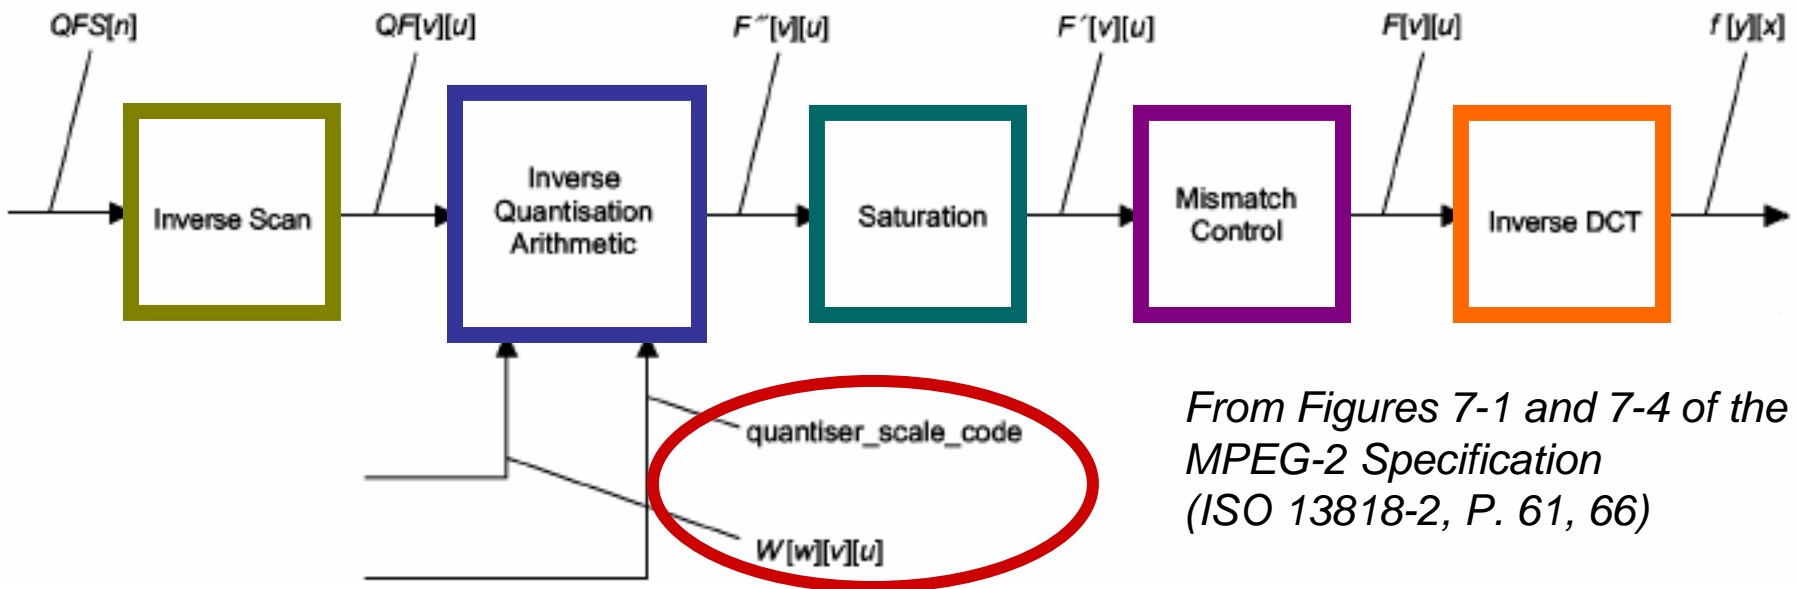 QFS[n]
QF[v][u]
F″[v][u]
F′[v][u]
F[v][u]
f [y][x]
Inverse Scan
Inverse
Quantisation
Arithmetic
Saturation
Mismatch
Control
Inverse DCT
quantiser_scale_code
W[w][v][u]
From Figures 7-1 and 7-4 of the
MPEG-2 Specification
(ISO 13818-2, P. 61, 66)